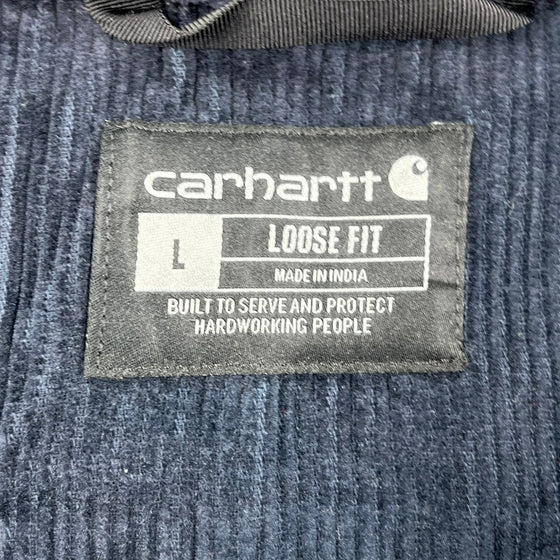 carhartt
L
LOOSE FIT
MADE IN INDIA
BUILT TO SERVE AND PROTECT
HARDWORKING PEOPLE